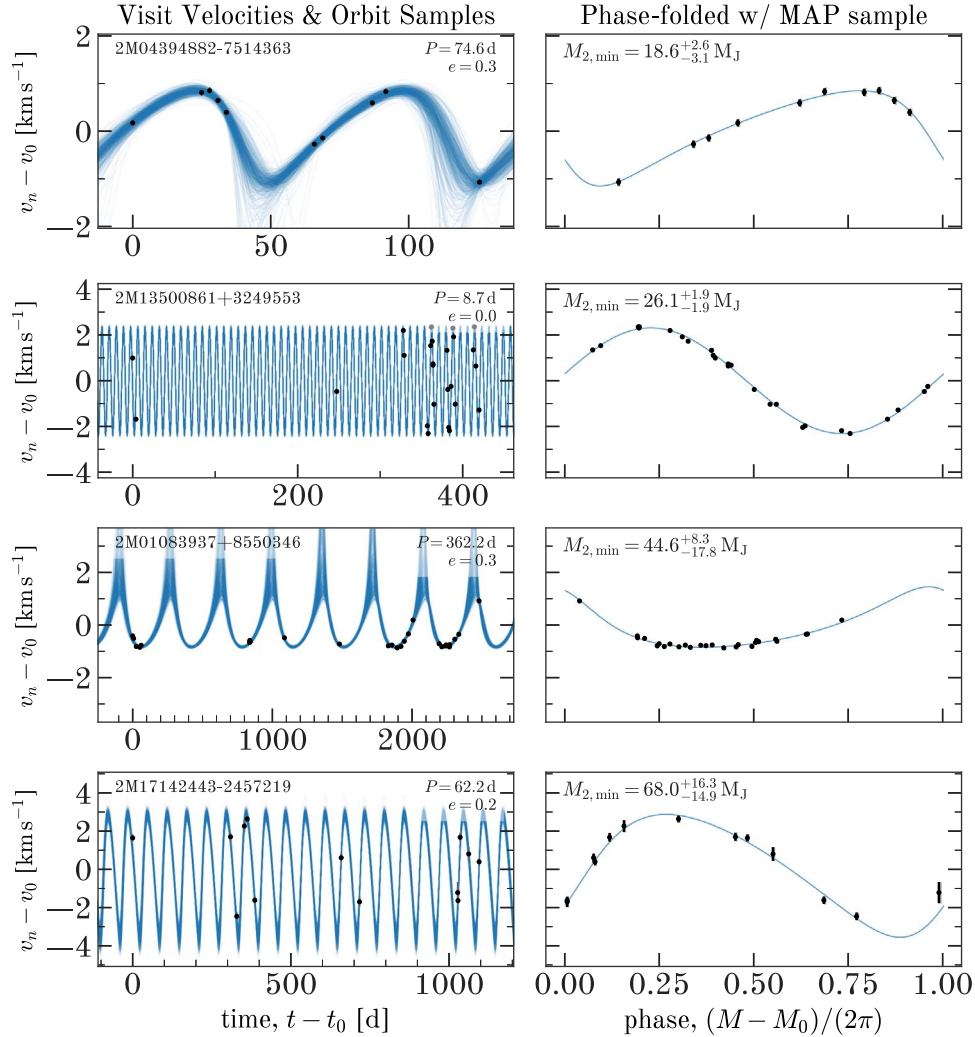 Visit Velocities & Orbit Samples
Phase-folded w/ MAP sample
2M04394882-7514363
P = 74.6 d
e = 0.3
M2, min = 18.6 +2.6 −3.1 MJ
1
0
−2
vn − v0 [km s−1]
0 50 100
2M13500861+3249553
P = 8.7 d
e = 0.0
M2, min = 26.1 +1.9 −1.9 MJ
4
2
0
−2
−4
vn − v0 [km s−1]
0 200 400
2M01083937+8550346
P = 362.2 d
e = 0.3
M2, min = 44.6 +8.3 −17.8 MJ
2
0
−2
vn − v0 [km s−1]
0 1000 2000
2M17142443-2457219
P = 62.2 d
e = 0.2
M2, min = 68.0 +16.3 −14.9 MJ
4
2
0
−2
−4
vn − v0 [km s−1]
0 500 1000
0.00 0.25 0.50 0.75 1.00
time, t − t0 [d]
phase, (M − M0)/(2π)